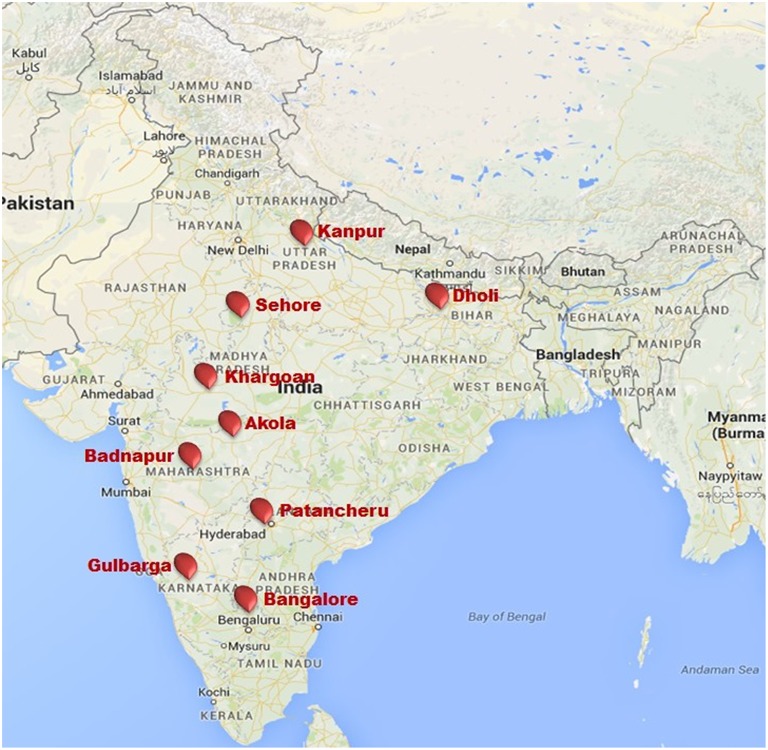 Kabul
كابل
Islamabad
اسلام آباد
JAMMU AND
KASHMIR
Lahore
لاہور
HIMACHAL
PRADESH
Chandigarh
Pakistan
PUNJAB
UTTARAKHAND
HARYANA
New Delhi
Kanpur
UTTAR
PRADESH
Nepal
Kathmandu
SIKKIM
Bhutan
ARUNACHAL
PRADESH
RAJASTHAN
Sehore
Dholi
BIHAR
ASSAM
NAGALAND
MEGHALAYA
MANIPUR
MADHYA
PRADESH
Khargoan
India
JHARKHAND
Bangladesh
TRIPURA
MIZORAM
GUJARAT
Ahmedabad
WEST BENGAL
CHHATTISGARH
Surat
Akola
Myanma
(Burma
Badnapur
MAHARASHTRA
ODISHA
Mumbai
Naypyitaw
နေပြည်တော်
Patancheru
Hyderabad
Gulbarga
KARNATAKA
ANDHRA
PRADESH
Bangalore
Bengaluru
Chennai
Bay of Bengal
Mysuru
TAMIL NADU
Andaman Sea
Kochi
KERALA